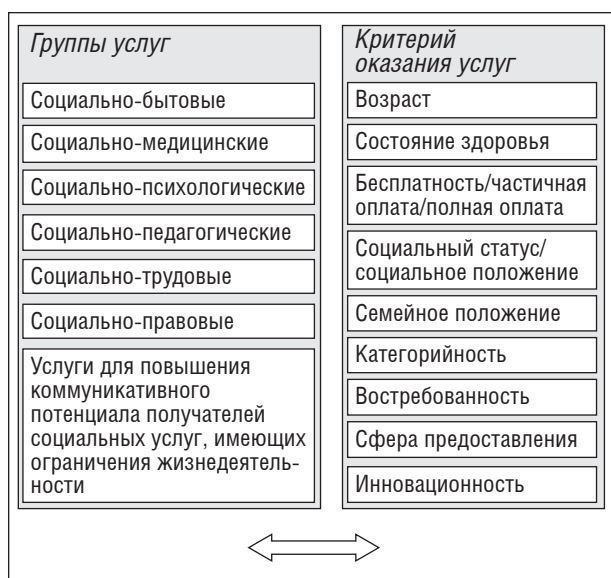 Группы услуг
Социально-бытовые
Социально-медицинские
Социально-психологические
Социально-педагогические
Социально-трудовые
Социально-правовые
Услуги для повышения
коммуникативного
потенциала получателей
социальных услуг, имеющих
ограничения жизнедеятель-
ности
Критерий
оказания услуг
Возраст
Состояние здоровья
Бесплатность/частичная
оплата/полная оплата
Социальный статус/
социальное положение
Семейное положение
Категорийность
Востребованность
Сфера предоставления
Инновационность